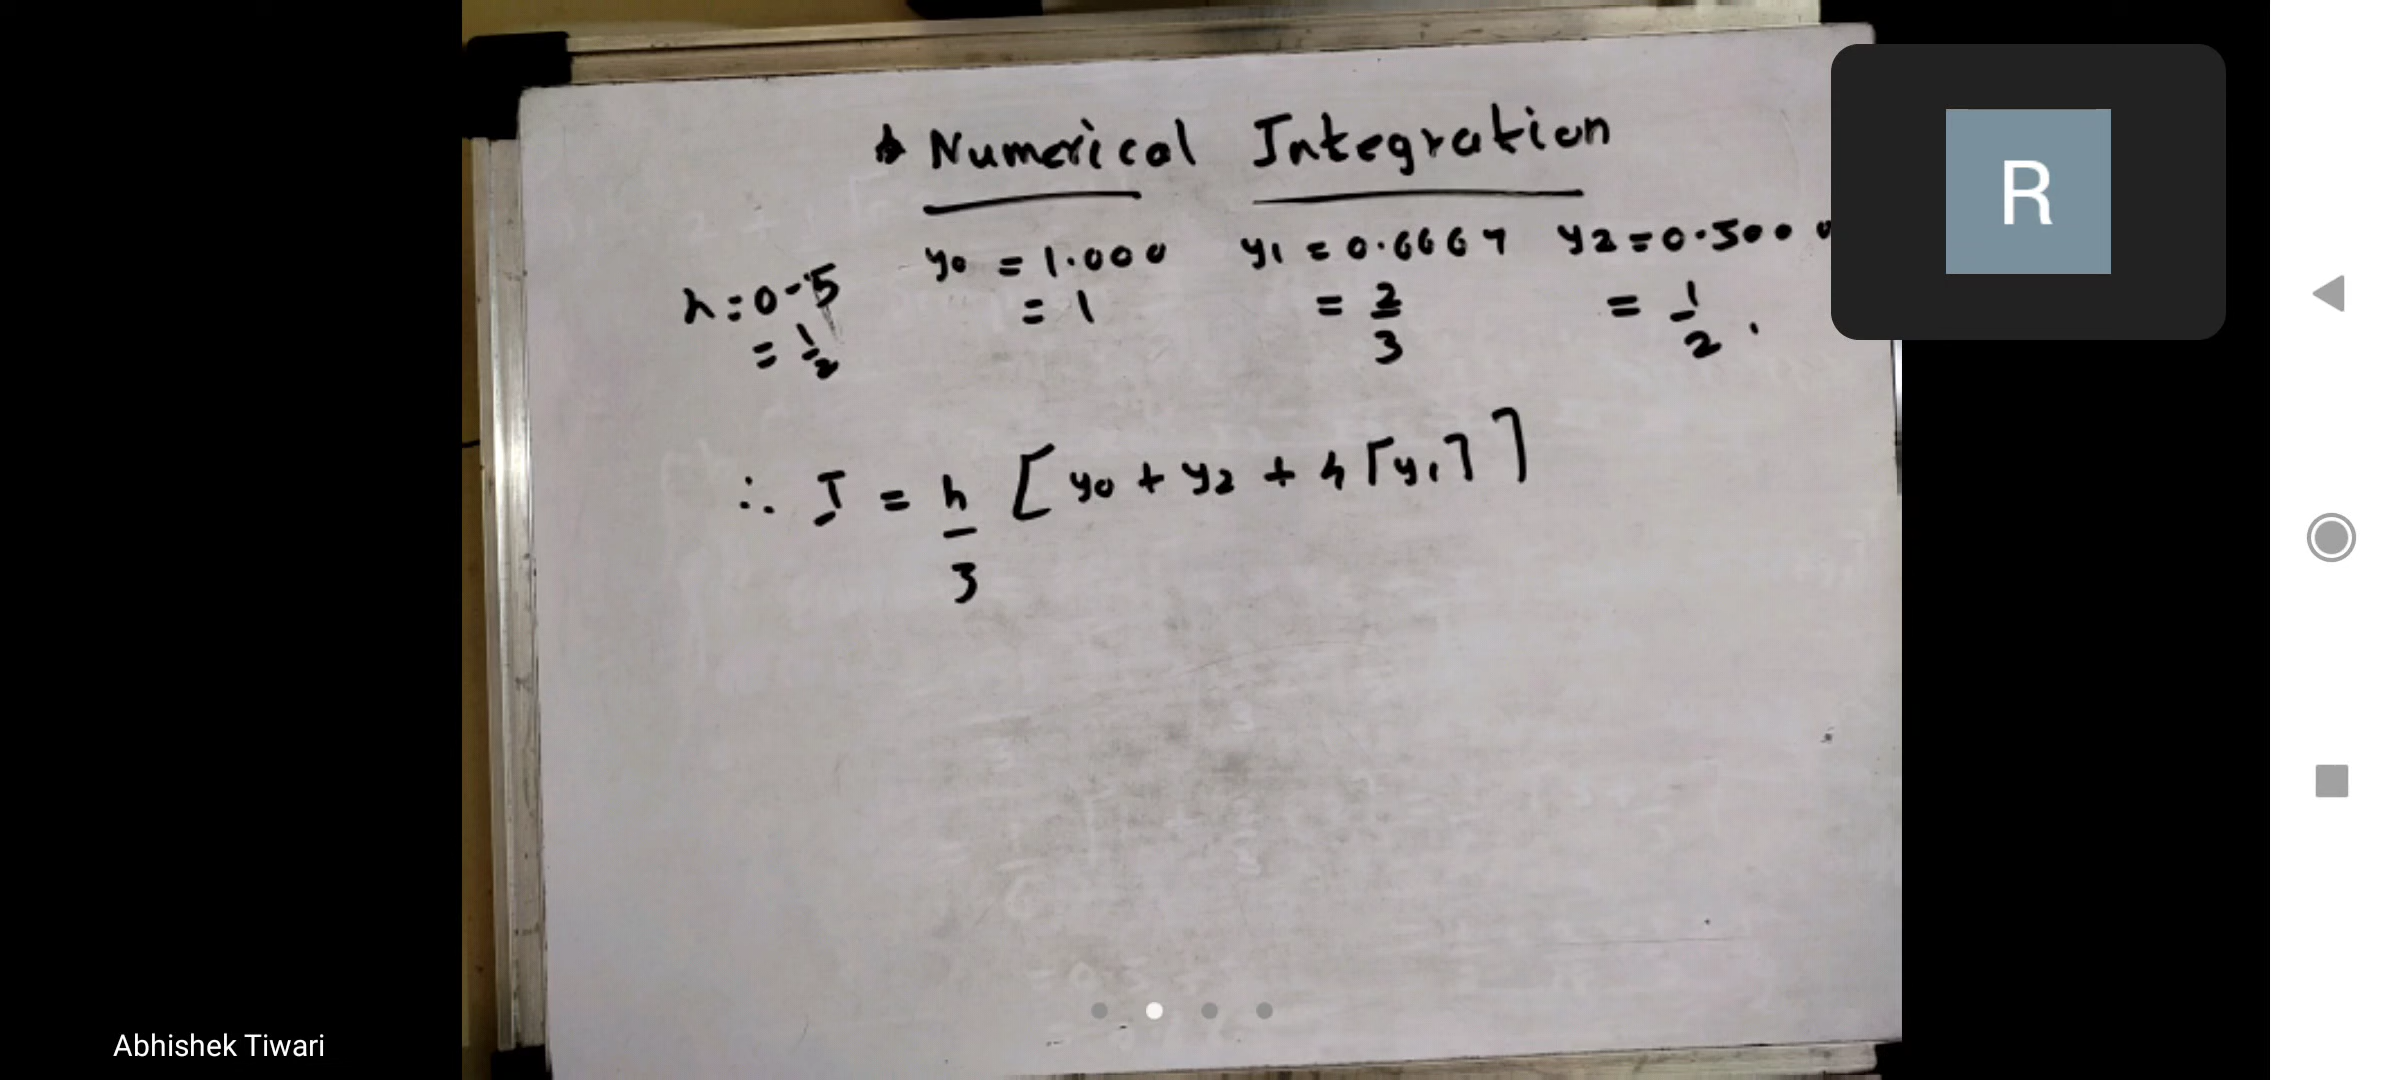 Numerical Integration
h=0.5 y0 = 1.000 y1 = 0.6667 y2=0.5000
= 1/2 = 1 = 2/3 = 1/2.
∴ I = h/3 [y0 + y2 + 4[y1]]
R
Abhishek Tiwari